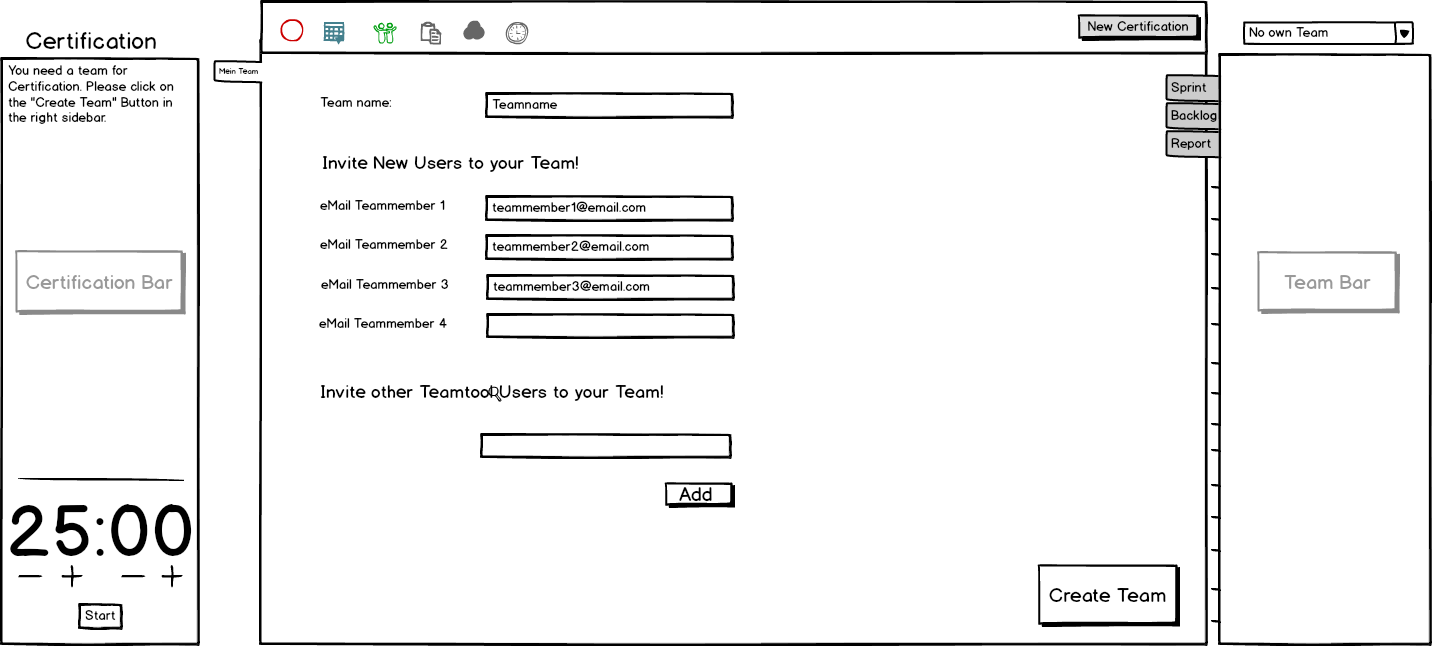 Certification
You need a team for
Certification. Please click on
the "Create Team" Button in
the right sidebar.
Certification Bar
25:00
− + − +
Start
Mein Team
New Certification
Team name:
Teamname
Invite New Users to your Team!
eMail Teammember 1
teammember1@email.com
eMail Teammember 2
teammember2@email.com
eMail Teammember 3
teammember3@email.com
eMail Teammember 4
Invite other Teamtool Users to your Team!
Add
Create Team
Sprint
Backlog
Report
No own Team
Team Bar